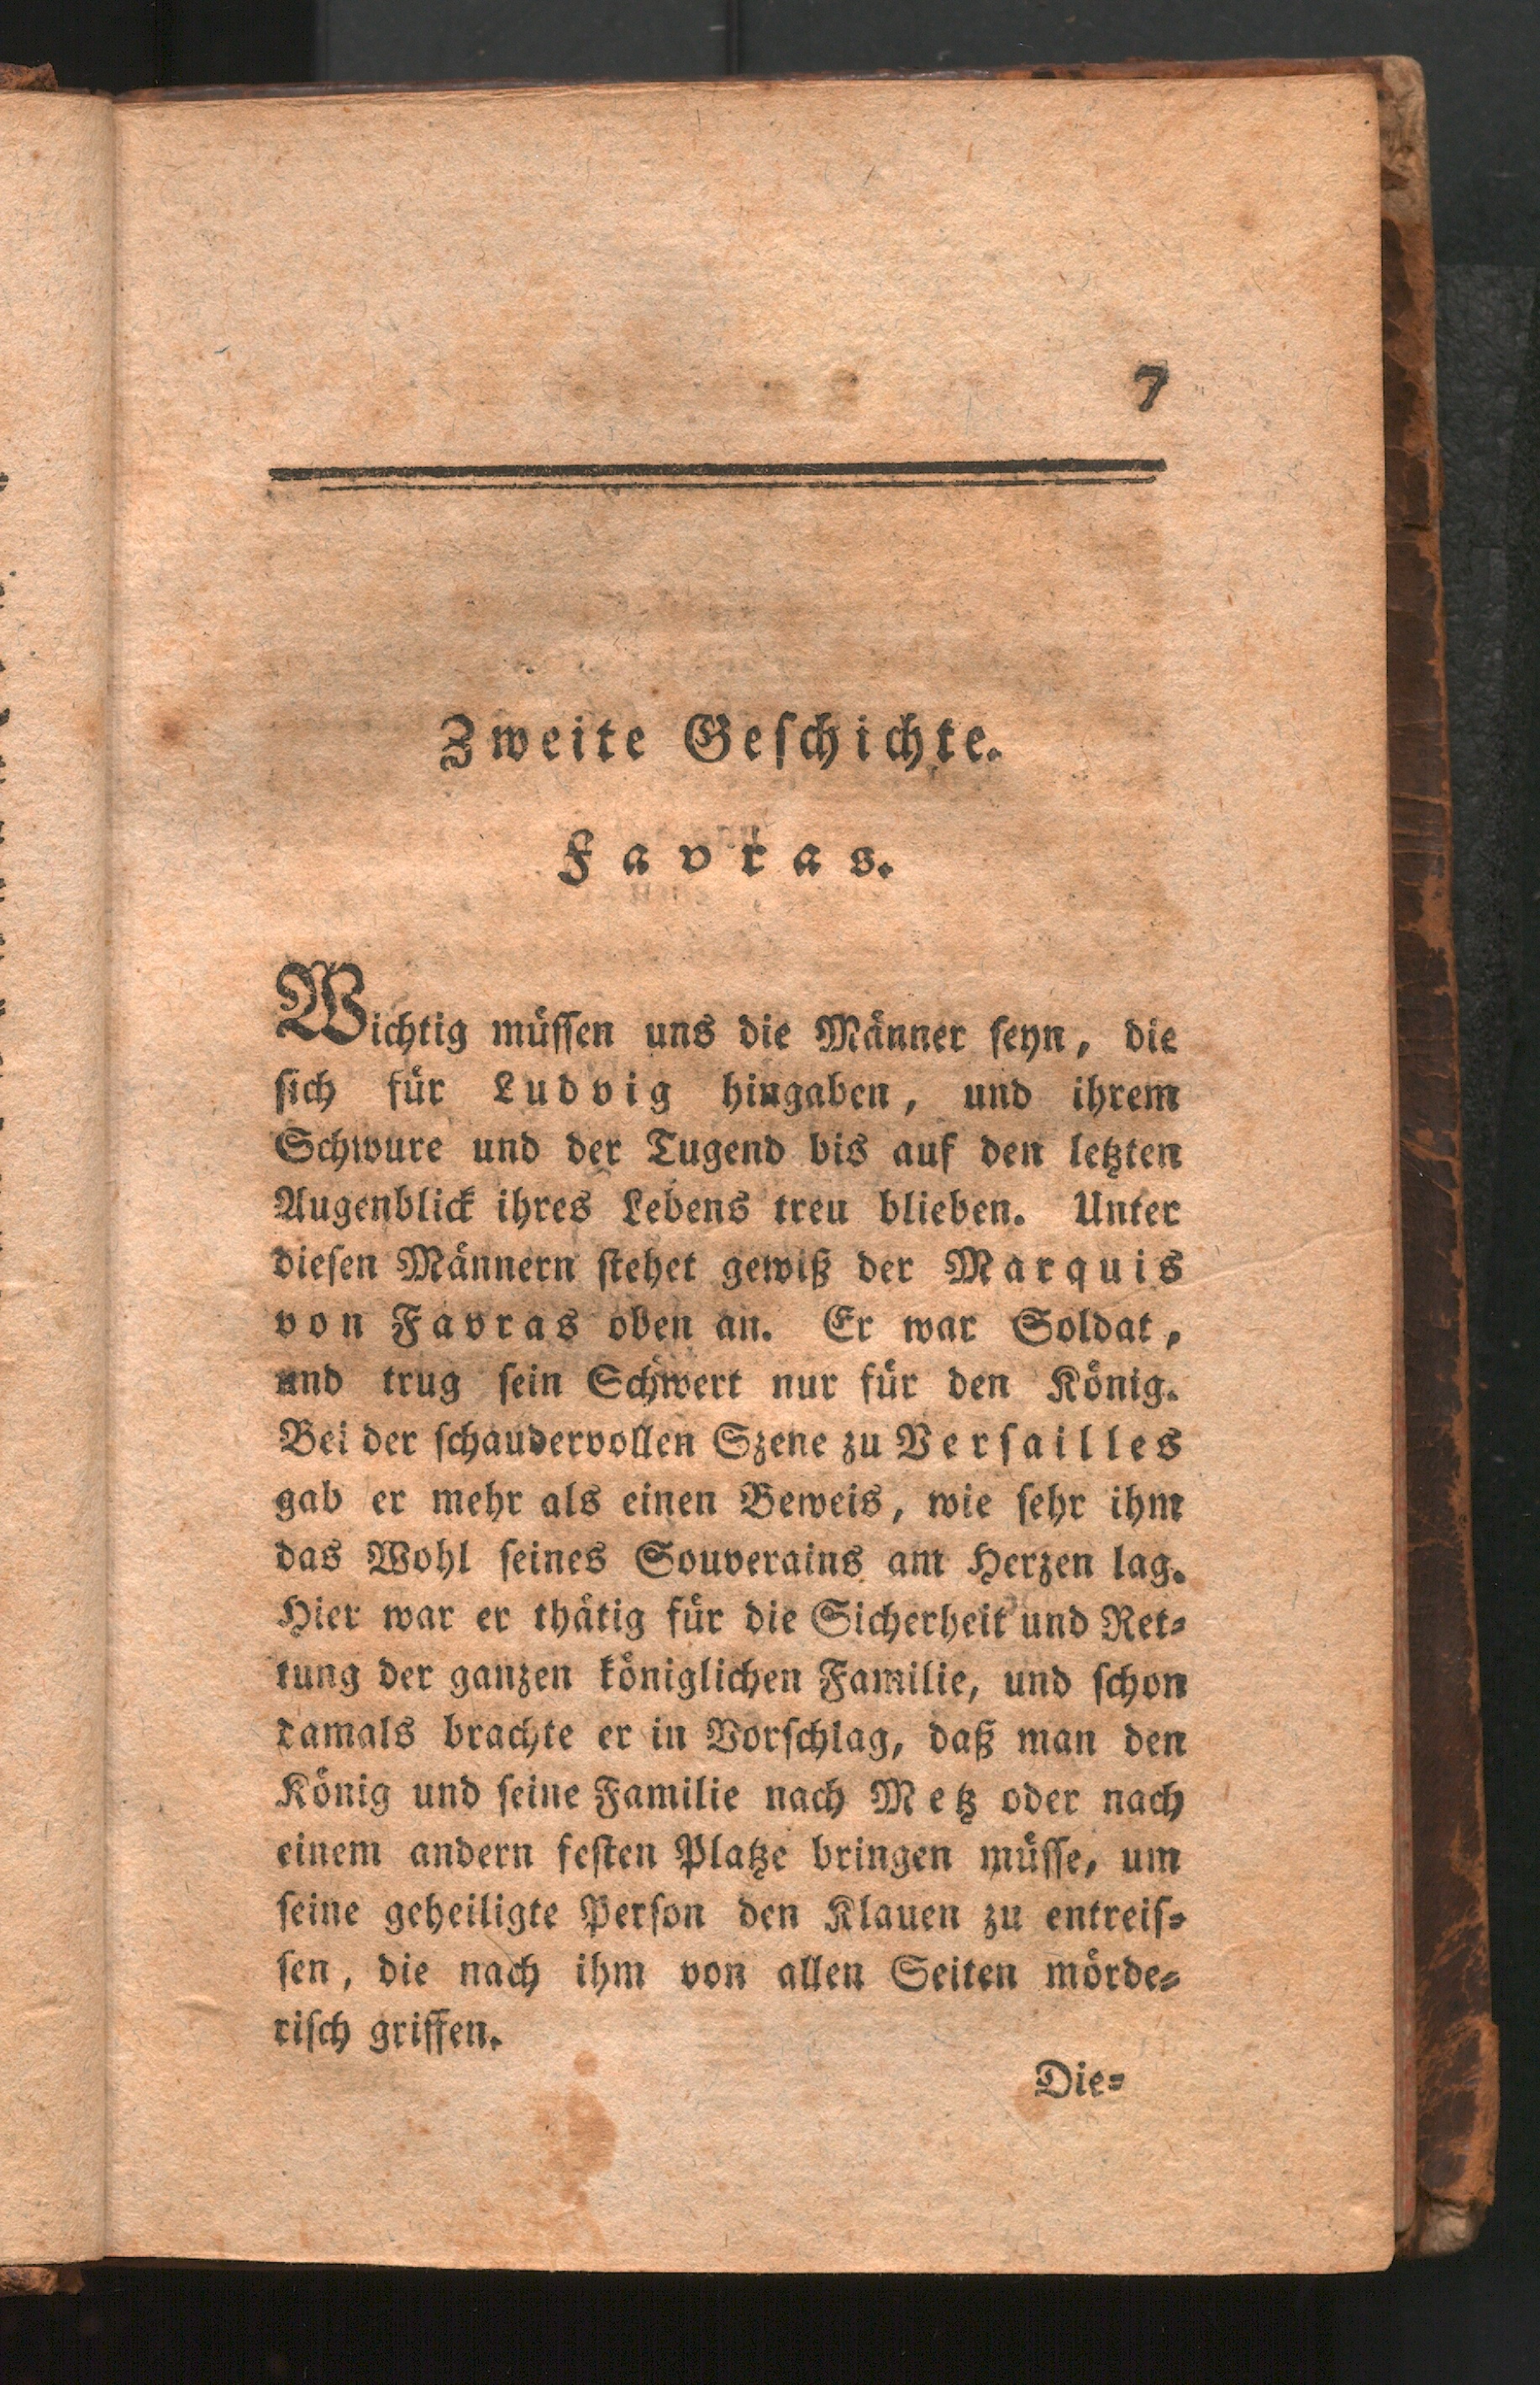 7
Zweite Geschichte.
Favras.
Wichtig müſſen uns die Männer ſeyn, die
ſich für Ludvig hingaben, und ihrem
Schwure und der Tugend bis auf den letzten
Augenblick ihres Lebens treu blieben. Unter
dieſen Männern ſtehet gewiß der Marquis
von Favras oben an. Er war Soldat,
und trug ſein Schwert nur für den König.
Bei der ſchaudervollen Szene zu Verſailles
gab er mehr als einen Beweis, wie ſehr ihm
das Wohl ſeines Souverains am Herzen lag.
Hier war er thätig für die Sicherheit und Ret⸗
tung der ganzen königlichen Familie, und ſchon
damals brachte er in Vorſchlag, daß man den
König und ſeine Familie nach Metz oder nach
einem andern feſten Platze bringen müſſe, um
ſeine geheiligte Perſon den Klauen zu entreiſ⸗
ſen, die nach ihm von allen Seiten mörde⸗
riſch griffen.
Die⸗